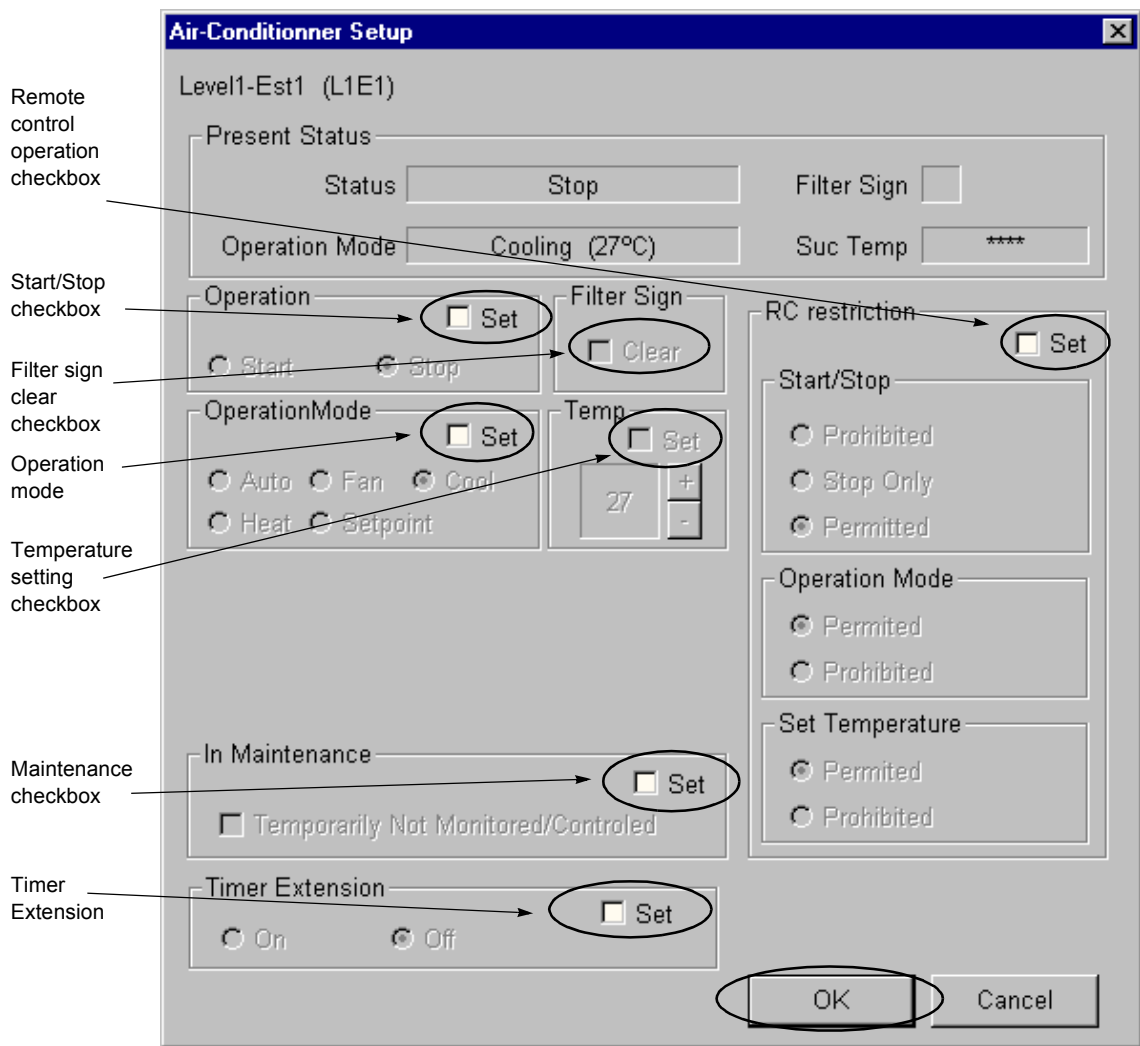 Air-Conditionner Setup
Level1-Est1 (L1E1)
Remote
control
operation
checkbox
Present Status
Status Stop Filter Sign
Operation Mode Cooling (27ºC) Suc Temp ****
Start/Stop
checkbox
Operation
Set
Start Stop
Filter Sign
Clear
Filter sign
clear
checkbox
OperationMode
Set
Auto Fan Cool
Heat Setpoint
Operation
mode
Temp
Set
27 + -
Temperature
setting
checkbox
RC restriction
Set
Start/Stop
Prohibited
Stop Only
Permitted
Operation Mode
Permited
Prohibited
Set Temperature
Permited
Prohibited
Maintenance
checkbox
In Maintenance
Set
Temporarily Not Monitored/Controled
Timer
Extension
Timer Extension
Set
On Off
OK Cancel